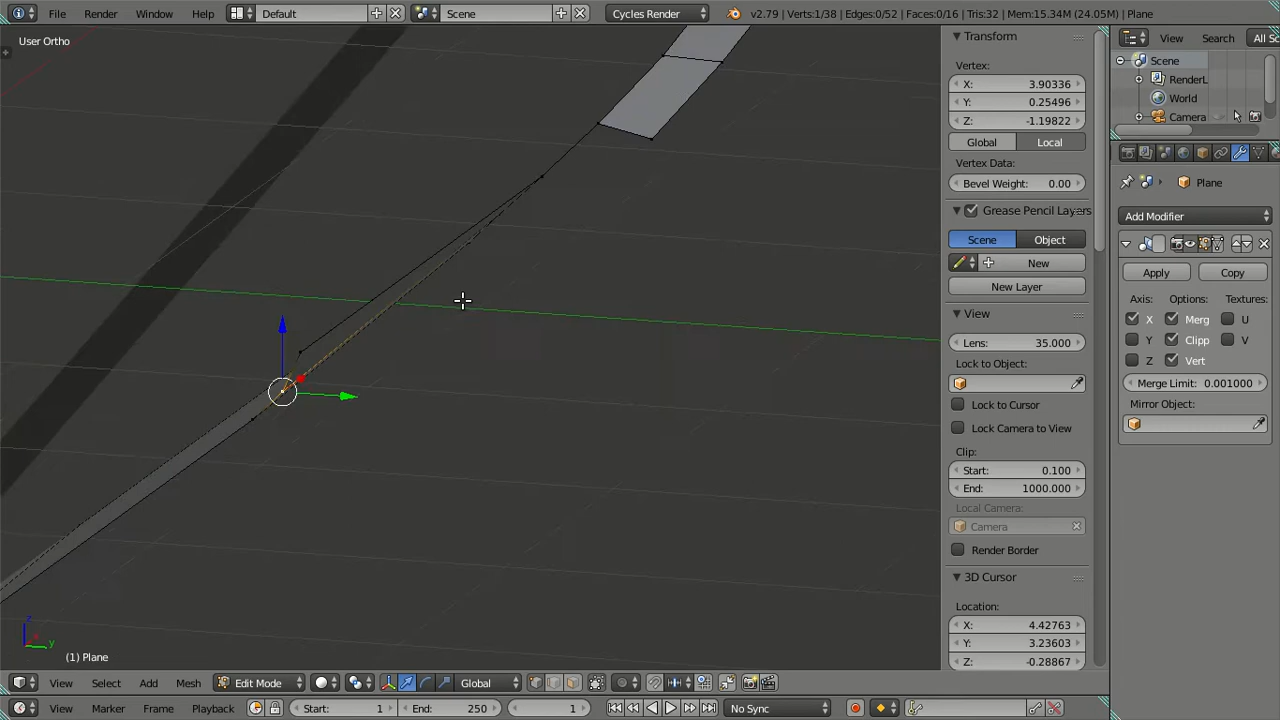 File Render Window Help Default Scene Cycles Render v2.79 | Verts:1/38 | Edges:0/52 | Faces:0/16 | Tris:32 | Mem:15.34M (24.05M) | Plane
User Ortho
Transform
Vertex:
X: 3.90336
Y: 0.25496
Z: -1.19822
Global Local
Vertex Data:
Bevel Weight: 0.00
Grease Pencil Layers
Scene Object
New
New Layer
View
Lens: 35.000
Lock to Object:
Lock to Cursor
Lock Camera to View
Clip:
Start: 0.100
End: 1000.000
Local Camera:
Camera
Render Border
3D Cursor
Location:
X: 4.42763
Y: 3.23603
Z: -0.28867
View Search All Sc
Scene
RenderL
World
Camera
Plane
Add Modifier
Apply Copy
Axis: Options: Textures:
X Merg U
Y Clipp V
Z Vert
Merge Limit: 0.001000
Mirror Object:
z
x y
(1) Plane
View Select Add Mesh Edit Mode Global
View Marker Frame Playback Start: 1 End: 250 1 No Sync